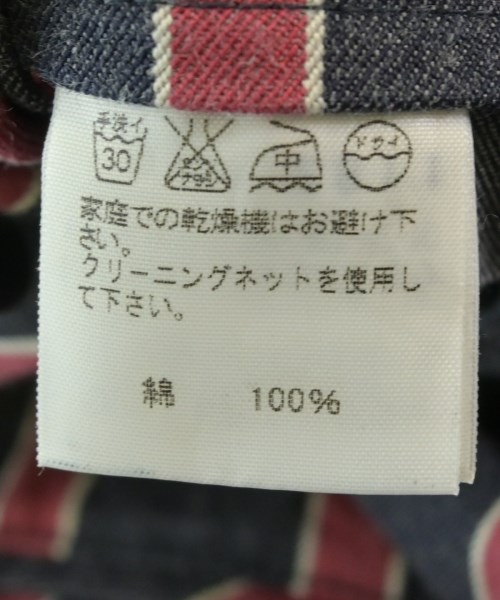 手洗イ 30 エンソサラシ 中 ドライ
家庭での乾燥機はお避け下
さい。
クリーニングネットを使用し
て下さい。
綿 100%